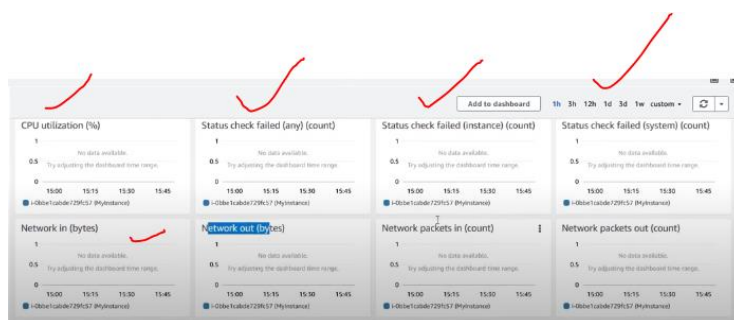 Add to dashboard 1h 3h 12h 1d 3d 1w custom
CPU utilization (%)
1
No data available.
0.5 Try adjusting the dashboard time range.
0
15:00 15:15 15:30 15:45
i-0bbe1cabde729fc57 (MyInstance)
Status check failed (any) (count)
1
No data available.
0.5 Try adjusting the dashboard time range.
0
15:00 15:15 15:30 15:45
i-0bbe1cabde729fc57 (MyInstance)
Status check failed (instance) (count)
1
No data available.
0.5 Try adjusting the dashboard time range.
0
15:00 15:15 15:30 15:45
i-0bbe1cabde729fc57 (MyInstance)
Status check failed (system) (count)
1
No data available.
0.5 Try adjusting the dashboard time range.
0
15:00 15:15 15:30 15:45
i-0bbe1cabde729fc57 (MyInstance)
Network in (bytes)
1
No data available.
0.5 Try adjusting the dashboard time range.
0
15:00 15:15 15:30 15:45
i-0bbe1cabde729fc57 (MyInstance)
Network out (bytes)
1
No data available.
0.5 Try adjusting the dashboard time range.
0
15:00 15:15 15:30 15:45
i-0bbe1cabde729fc57 (MyInstance)
Network packets in (count)
1
No data available.
0.5 Try adjusting the dashboard time range.
0
15:00 15:15 15:30 15:45
i-0bbe1cabde729fc57 (MyInstance)
Network packets out (count)
1
No data available.
0.5 Try adjusting the dashboard time range.
0
15:00 15:15 15:30 15:45
i-0bbe1cabde729fc57 (MyInstance)